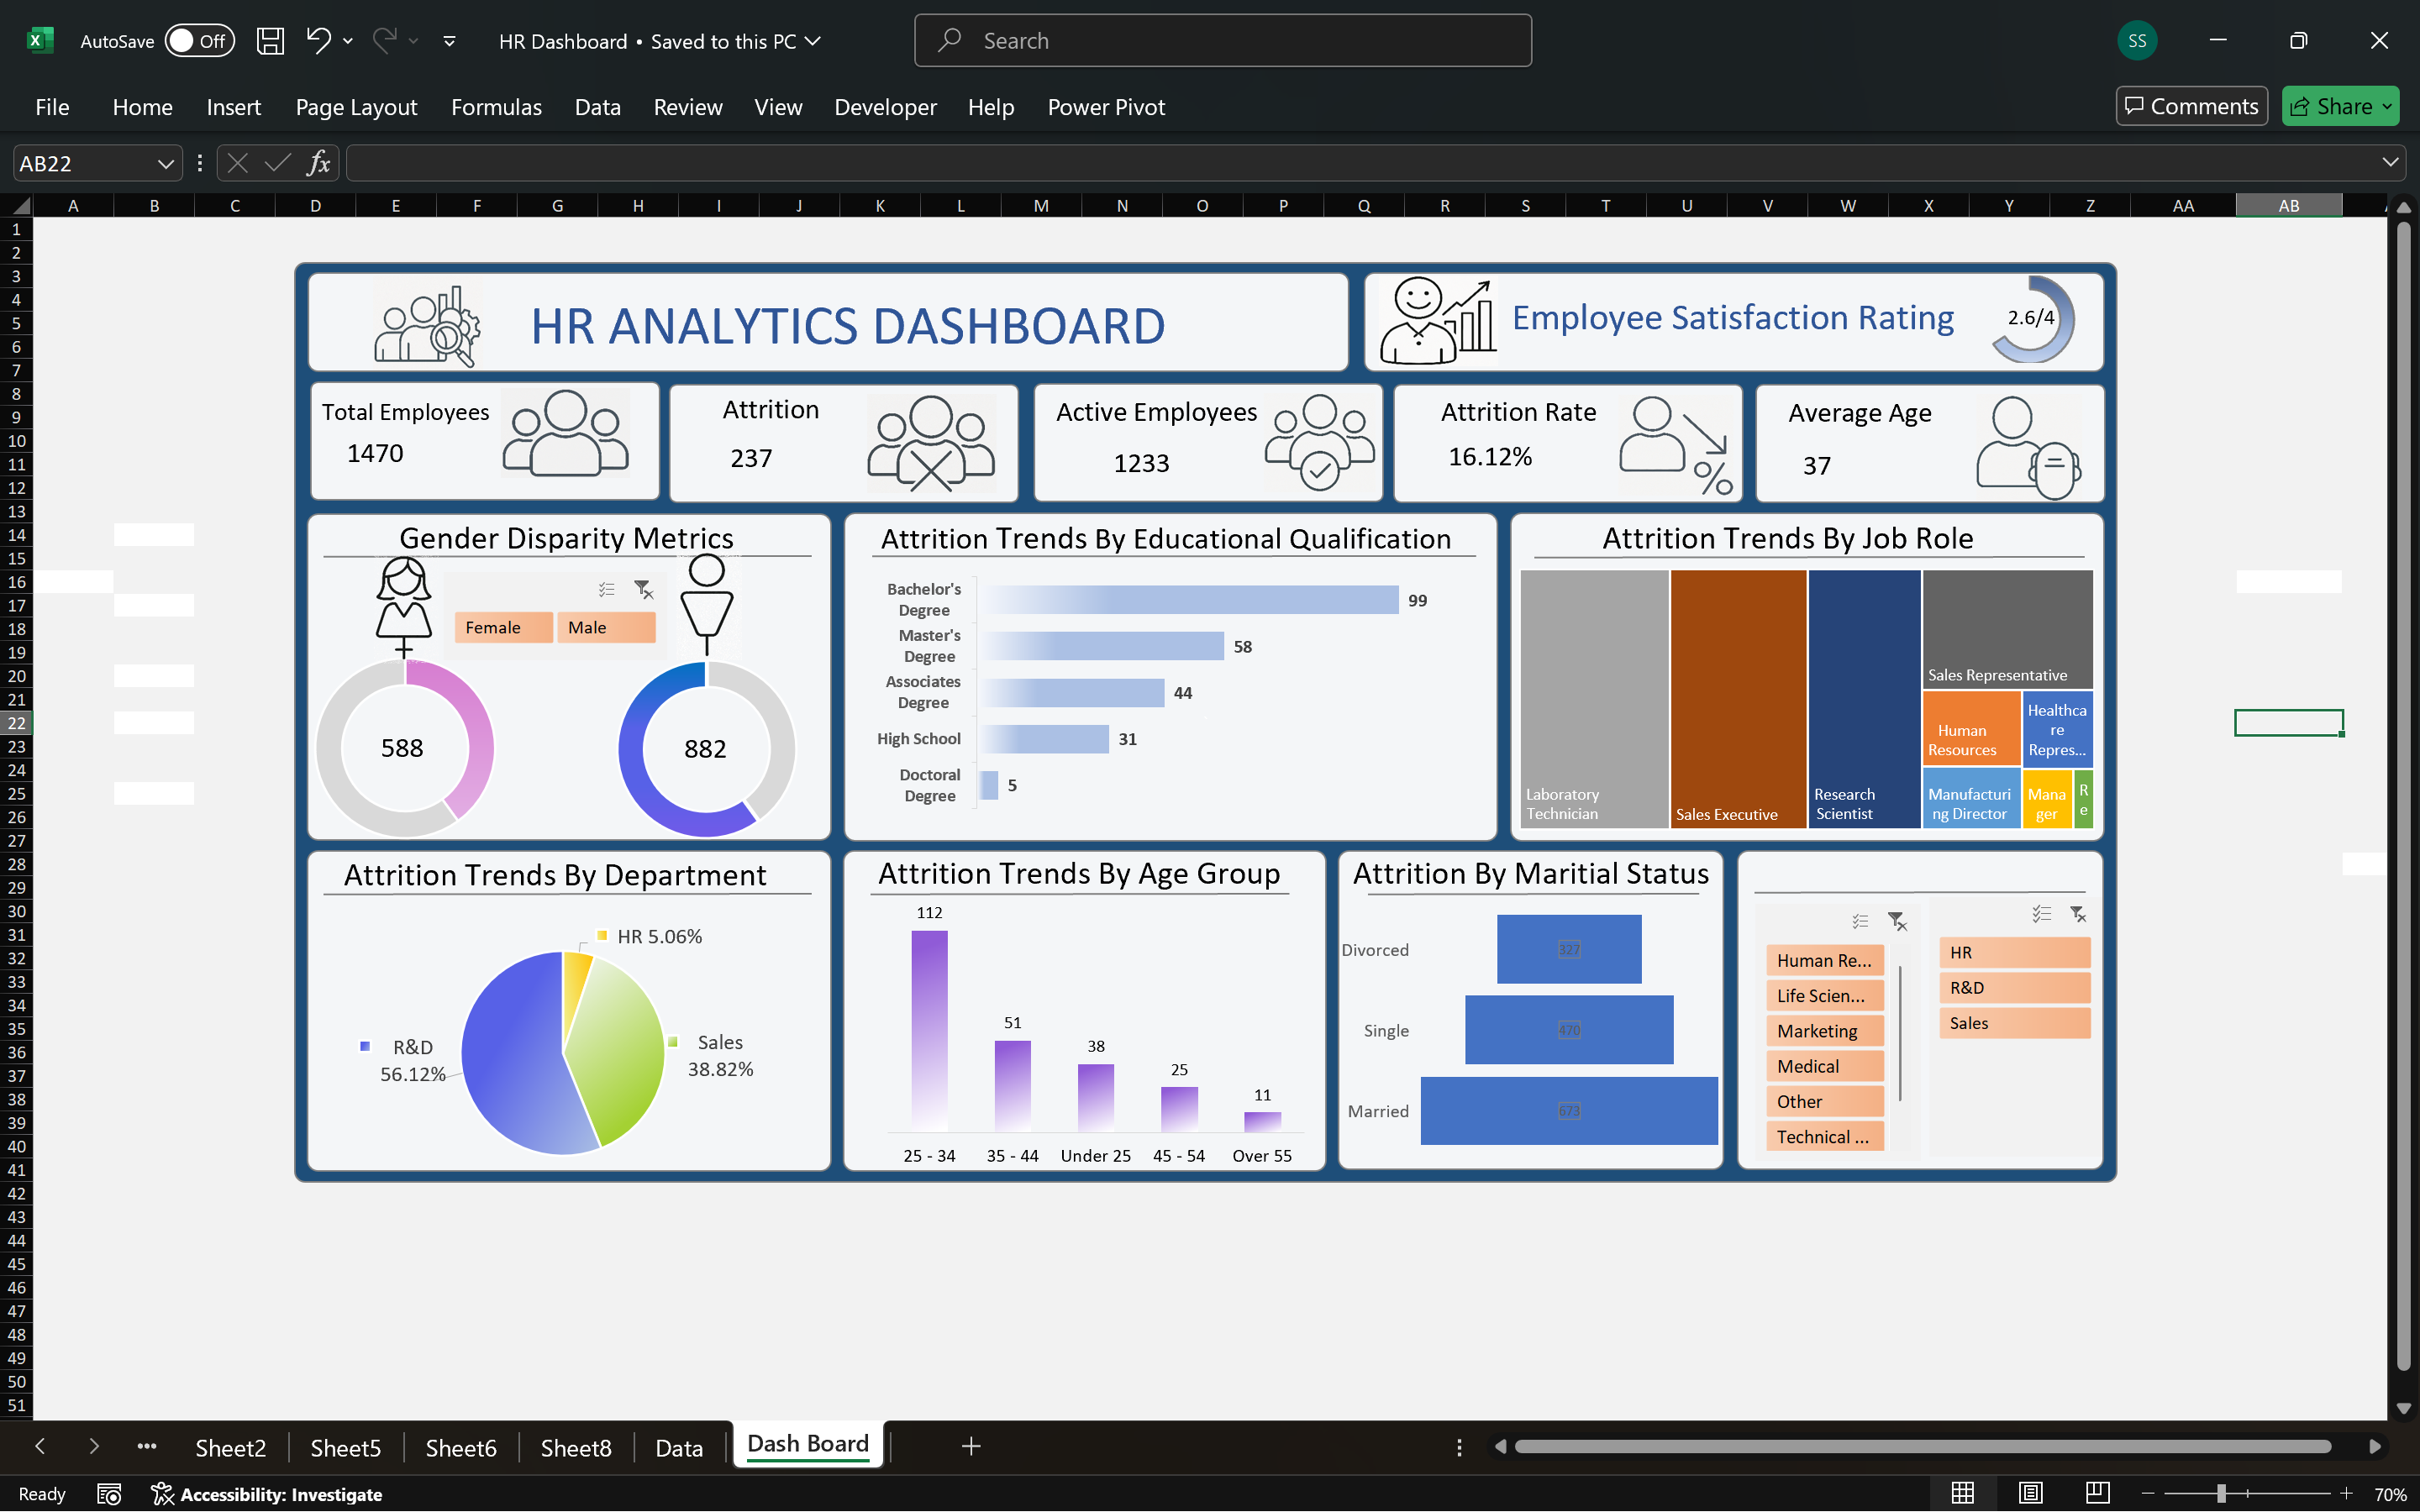 AutoSave Off HR Dashboard • Saved to this PC Search SS
File Home Insert Page Layout Formulas Data Review View Developer Help Power Pivot Comments Share
AB22 fx
A B C D E F G H I J K L M N O P Q R S T U V W X Y Z AA AB
1
2
3
4
5
6
7
8
9
10
11
12
13
14
15
16
17
18
19
20
21
22
23
24
25
26
27
28
29
30
31
32
33
34
35
36
37
38
39
40
41
42
43
44
45
46
47
48
49
50
51
HR ANALYTICS DASHBOARD
Employee Satisfaction Rating
2.6/4
Total Employees
1470
Attrition
237
Active Employees
1233
Attrition Rate
16.12%
%
Average Age
37
Gender Disparity Metrics
Female Male
588
882
Attrition Trends By Educational Qualification
Bachelor's
Degree
99
Master's
Degree
58
Associates
Degree
44
High School
31
Doctoral
Degree
5
Attrition Trends By Job Role
Laboratory
Technician
Sales Executive
Research
Scientist
Sales Representative
Human
Resources
Healthca
re
Repres...
Manufacturi
ng Director
Mana
ger
R
e
Attrition Trends By Department
HR 5.06%
R&D
56.12%
Sales
38.82%
Attrition Trends By Age Group
112
51
38
25
11
25 - 34 35 - 44 Under 25 45 - 54 Over 55
Attrition By Maritial Status
Divorced
327
Single
470
Married
673
Human Re...
Life Scien...
Marketing
Medical
Other
Technical ...
HR
R&D
Sales
Sheet2 Sheet5 Sheet6 Sheet8 Data Dash Board
Ready Accessibility: Investigate 70%